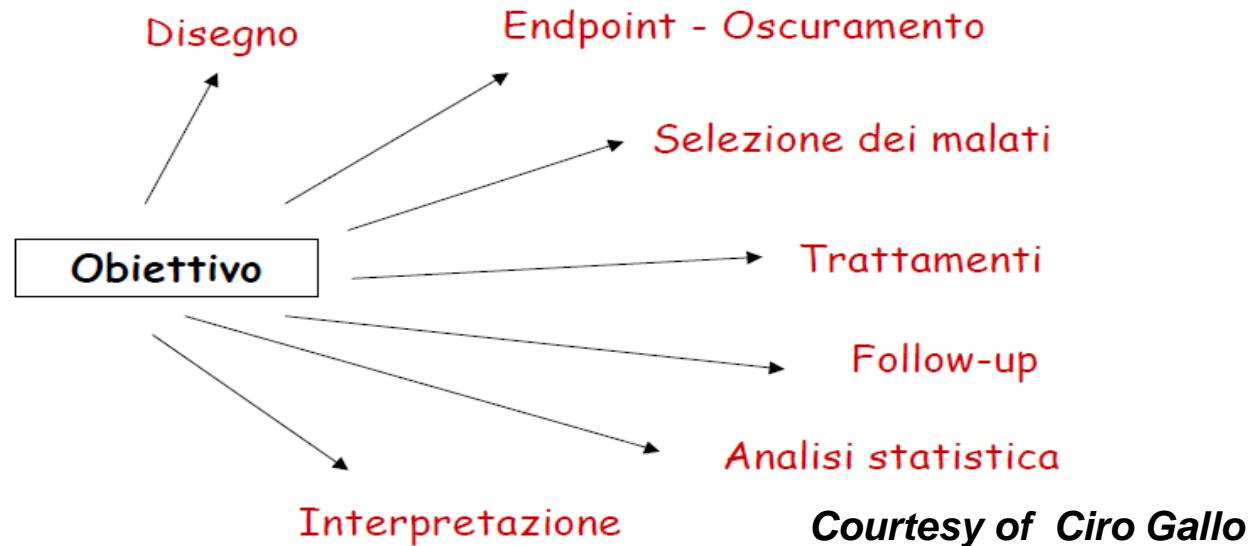 Disegno
Endpoint - Oscuramento
Selezione dei malati
Obiettivo
Trattamenti
Follow-up
Analisi statistica
Interpretazione
Courtesy of Ciro Gallo